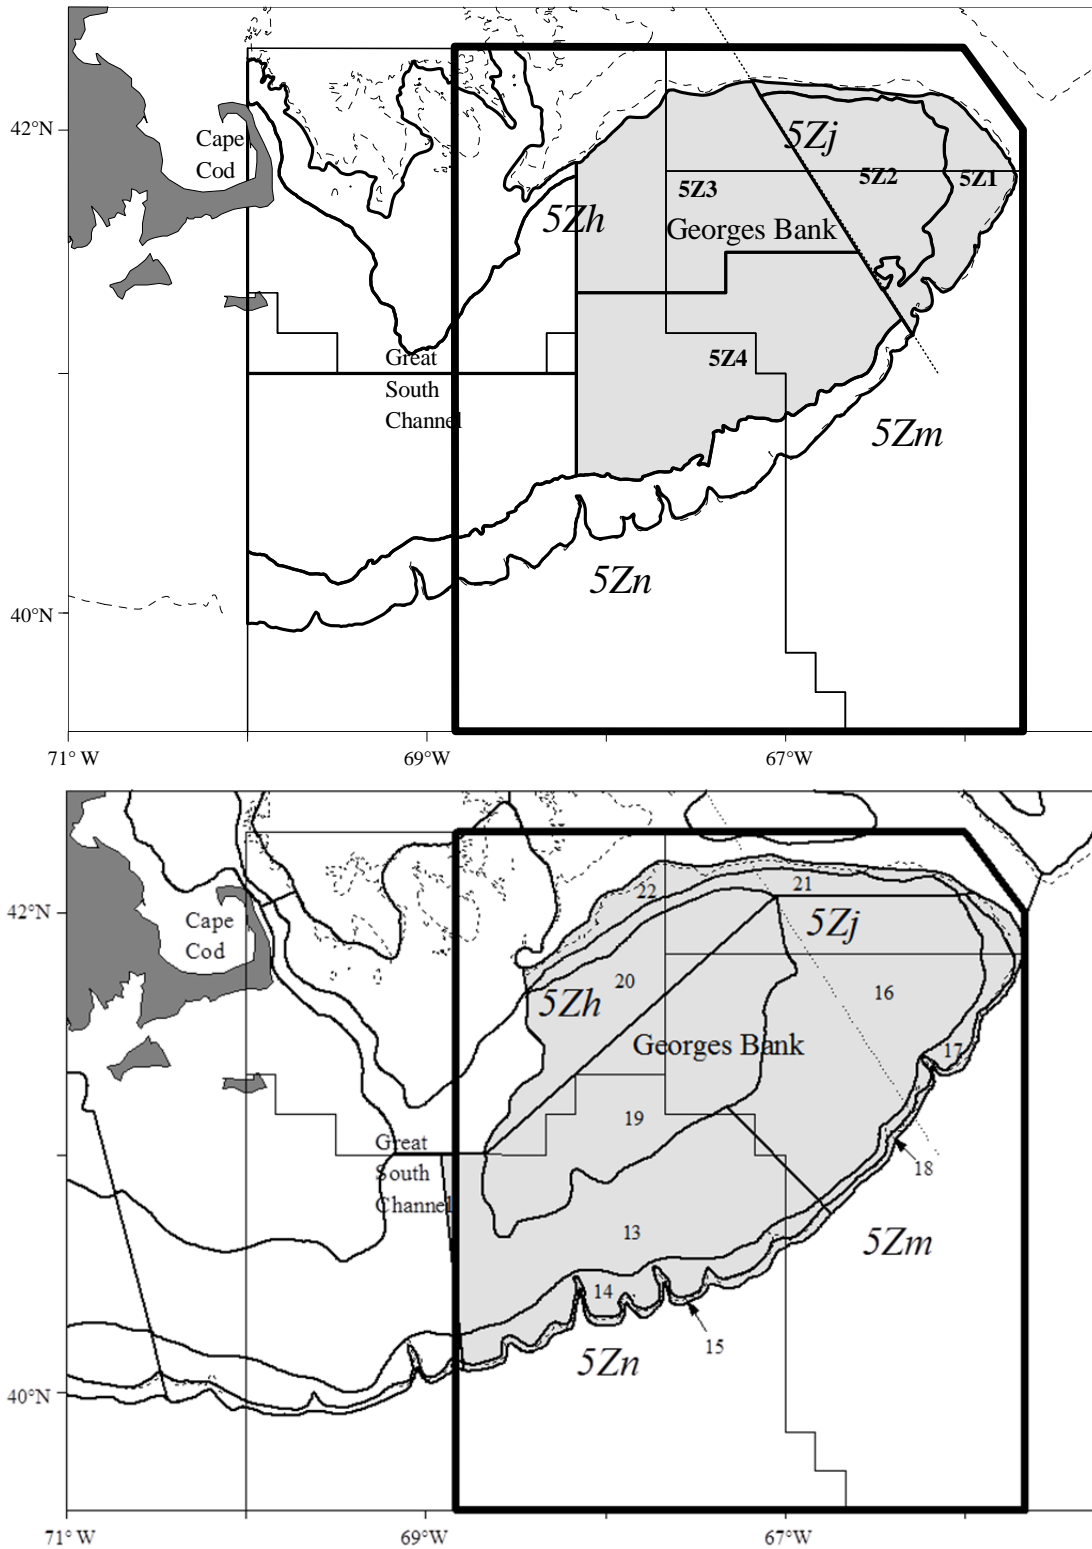 42°N
Cape
Cod
5Zj
5Z3
5Z2
5Z1
5Zh
Georges Bank
Great
South
Channel
5Z4
5Zm
5Zn
40°N
71° W
69°W
67°W
22
21
42°N
Cape
Cod
5Zj
20
16
5Zh
Georges Bank
17
19
Great
South
Channel
18
13
5Zm
14
15
5Zn
40°N
71° W
69°W
67°W